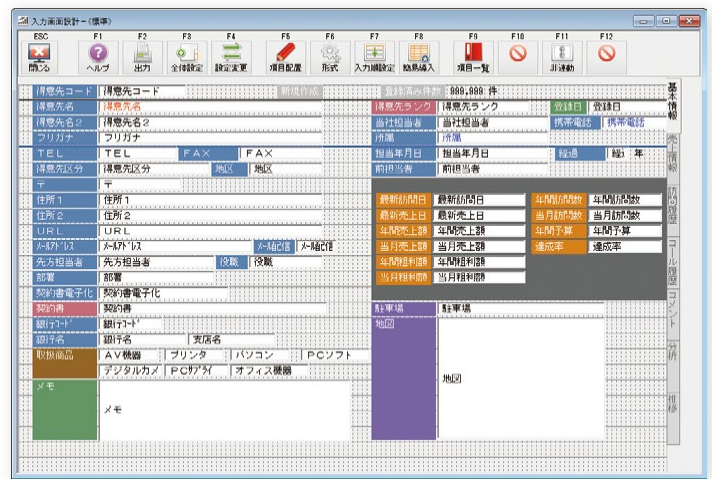 入力画面設計－(標準)
ESC F1 F2 F3 F4 F5 F6 F7 F8 F9 F10 F11 F12
閉じる ヘルプ 出力 全体設定 設定変更 項目配置 形式 入力順設定 簡易導入 項目一覧 非連動
得意先コード 得意先コード 新規作成 登録済み件数 999,999 件
得意先名 得意先名 得意先ランク 得意先ランク 登録日 登録日
得意先名２ 得意先名２ 当社担当者 当社担当者 携帯電話 携帯電話
フリガナ フリガナ 所属 所属
ＴＥＬ ＴＥＬ ＦＡＸ ＦＡＸ 担当年月日 担当年月日 経過 経過 年
得意先区分 得意先区分 地区 地区 前担当者 前担当者
〒 〒
住所１ 住所１ 最新訪問日 最新訪問日 年間訪問数 年間訪問数
住所２ 住所２ 最新売上日 最新売上日 当月訪問数 当月訪問数
ＵＲＬ ＵＲＬ 年間売上額 年間売上額 年間予算 年間予算
ﾒｰﾙｱﾄﾞﾚｽ ﾒｰﾙｱﾄﾞﾚｽ ﾒｰﾙ配信 ﾒｰﾙ配信 当月売上額 当月売上額 達成率 達成率
先方担当者 先方担当者 役職 役職 年間粗利額 年間粗利額
部署 部署 当月粗利額 当月粗利額
契約書電子化 契約書電子化
契約書 契約書 駐車場 駐車場
銀行ｺｰﾄﾞ 銀行ｺｰﾄﾞ 地図
銀行名 銀行名 支店名
取扱商品 ＡＶ機器 プリンタ パソコン ＰＣソフト
デジタルカメ ＰＣｻﾌﾟﾗｲ オフィス機器
地図
メモ
メモ
基本情報
売上情報
訪問履歴
コール履歴
コメント
分析
推移